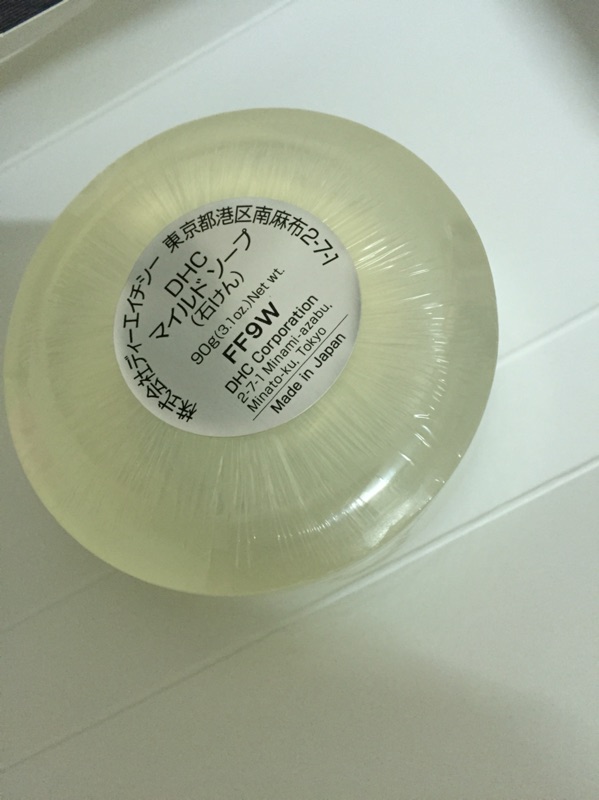 株式会社ディーエイチシー 東京都港区南麻布2-7-1
DHC
マイルドソープ
(石けん)
90g(3.1oz.)Net wt.
FF9W
DHC Corporation
2-7-1 Minami-azabu,
Minato-ku, Tokyo
Made in Japan